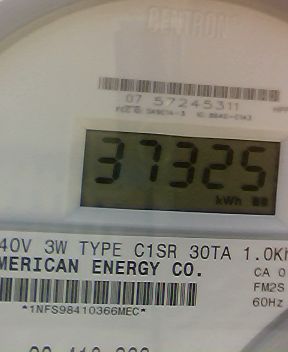 CENTRON
07 57245311
37325
kWh
40V 3W TYPE C1SR 30TA 1.0Kh
MERICAN ENERGY CO.
CA 0
FM2S
60Hz
*1NFS98410366MEC*